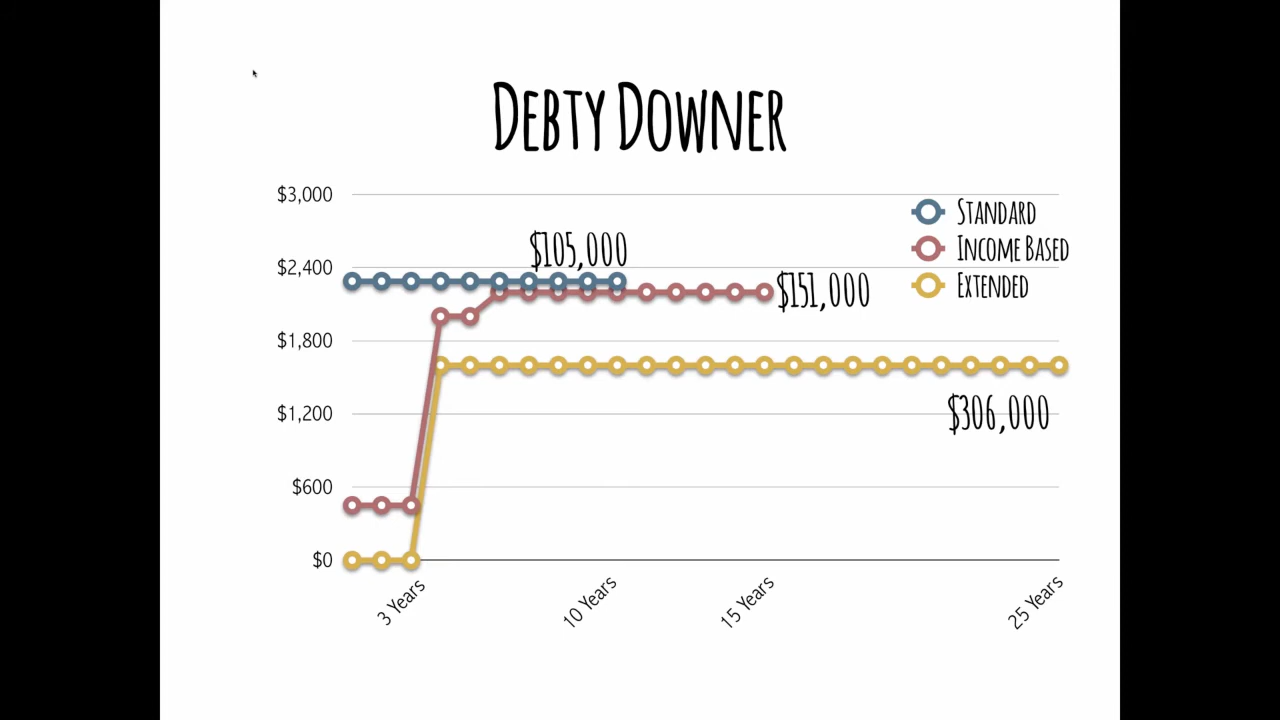 DEBTY DOWNER
$3,000
STANDARD
$105,000
INCOME BASED
$2,400
$151,000
EXTENDED
$1,800
$1,200
$306,000
$600
$0
3 Years
10 Years
15 Years
25 Years